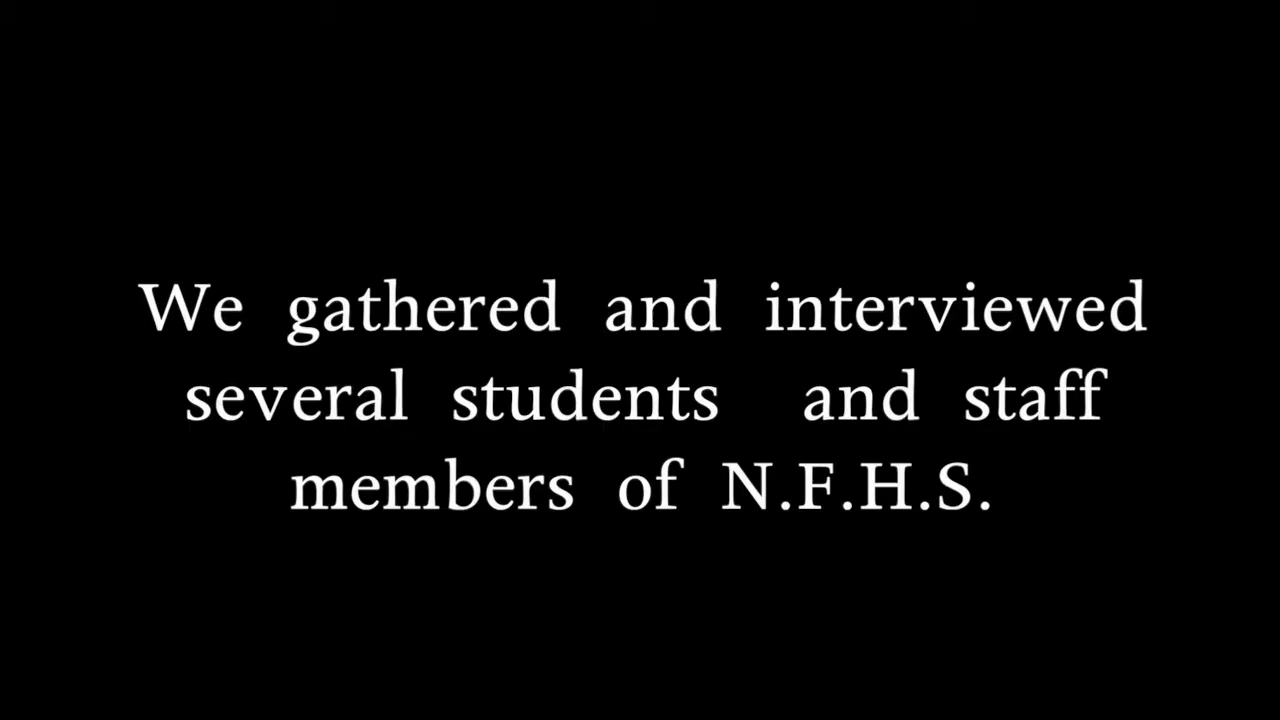 We gathered and interviewed
several students and staff
members of N.F.H.S.